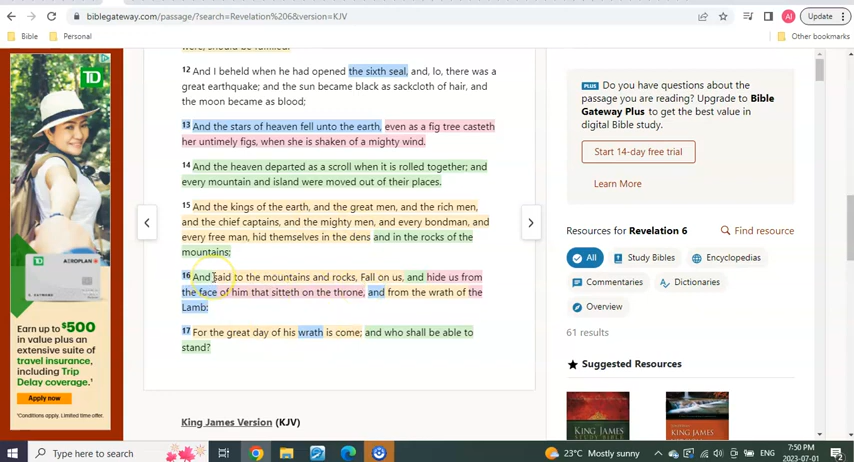 biblegateway.com/passage/?search=Revelation%206&version=KJV
AI
Update
Bible
Personal
Other bookmarks
were, should be fulfilled.
12 And I beheld when he had opened the sixth seal, and, lo, there was a
great earthquake; and the sun became black as sackcloth of hair, and
the moon became as blood;
13 And the stars of heaven fell unto the earth, even as a fig tree casteth
her untimely figs, when she is shaken of a mighty wind.
14 And the heaven departed as a scroll when it is rolled together; and
every mountain and island were moved out of their places.
15 And the kings of the earth, and the great men, and the rich men,
and the chief captains, and the mighty men, and every bondman, and
every free man, hid themselves in the dens and in the rocks of the
mountains;
16 And said to the mountains and rocks, Fall on us, and hide us from
the face of him that sitteth on the throne, and from the wrath of the
Lamb:
17 For the great day of his wrath is come; and who shall be able to
stand?
King James Version (KJV)
TD
AEROPLAN
Earn up to $500
in value plus an
extensive suite of
travel insurance,
including Trip
Delay coverage.*
Apply now
*Conditions apply. Limited time offer.
PLUS Do you have questions about the
passage you are reading? Upgrade to Bible
Gateway Plus to get the best value in
digital Bible study.
Start 14-day free trial
Learn More
Resources for Revelation 6
Find resource
All
Study Bibles
Encyclopedias
Commentaries
Dictionaries
Overview
61 results
Suggested Resources
KING JAMES
KING JAMES
Type here to search
23°C Mostly sunny
ENG
7:50 PM
2023-07-01
2